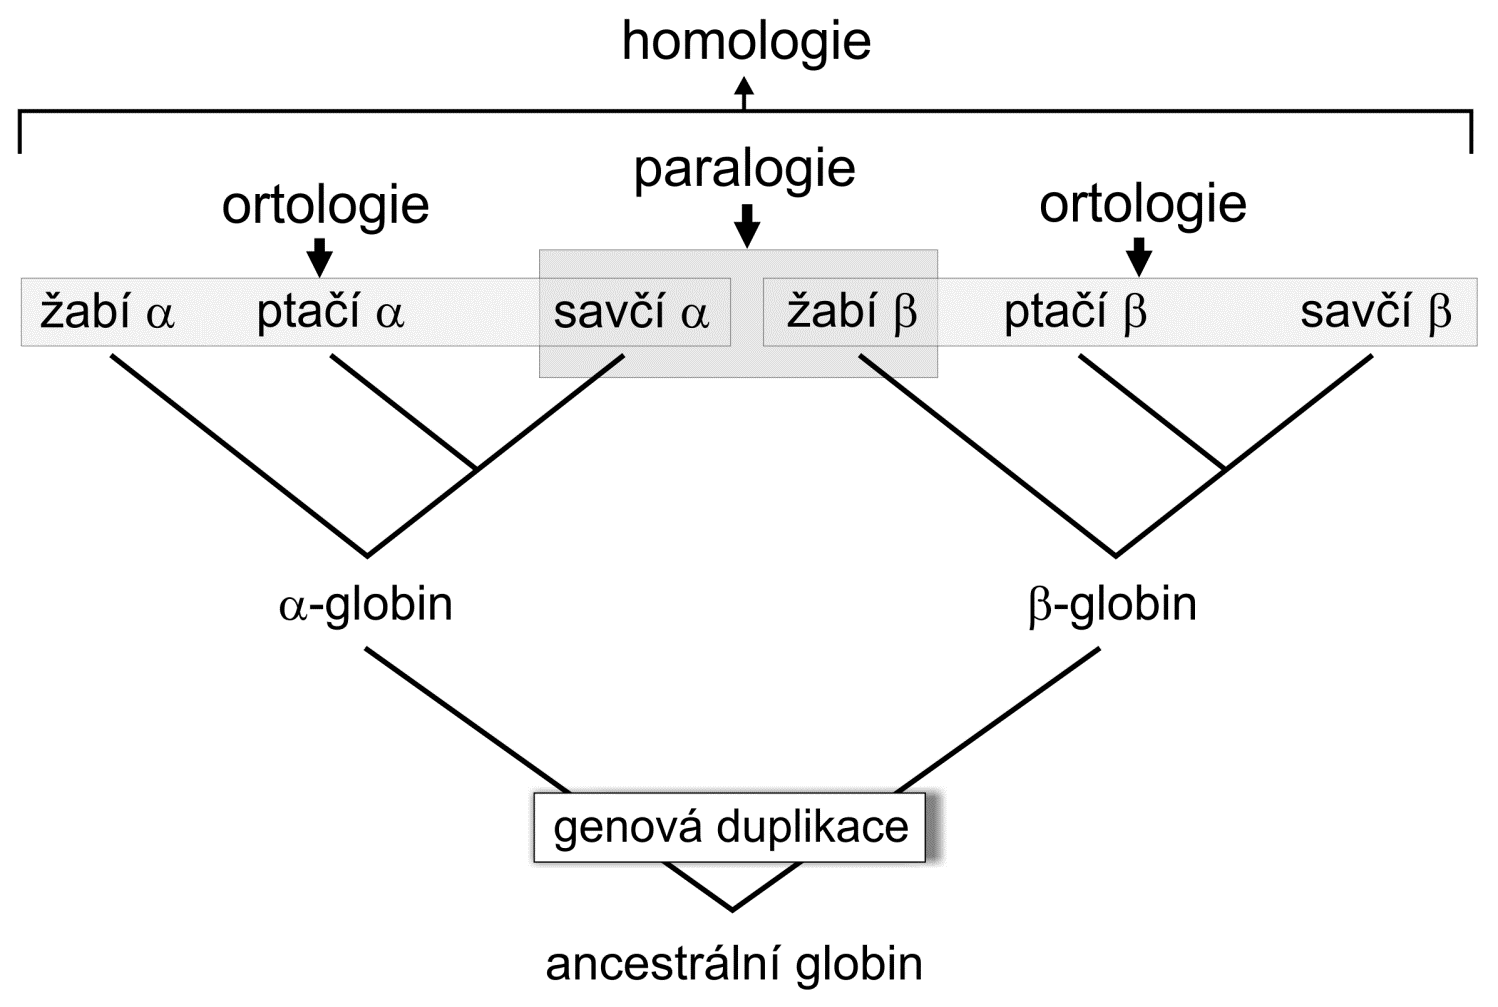 homologie
paralogie
ortologie ortologie
žabí α ptačí α savčí α žabí β ptačí β savčí β
α-globin β-globin
genová duplikace
ancestrální globin